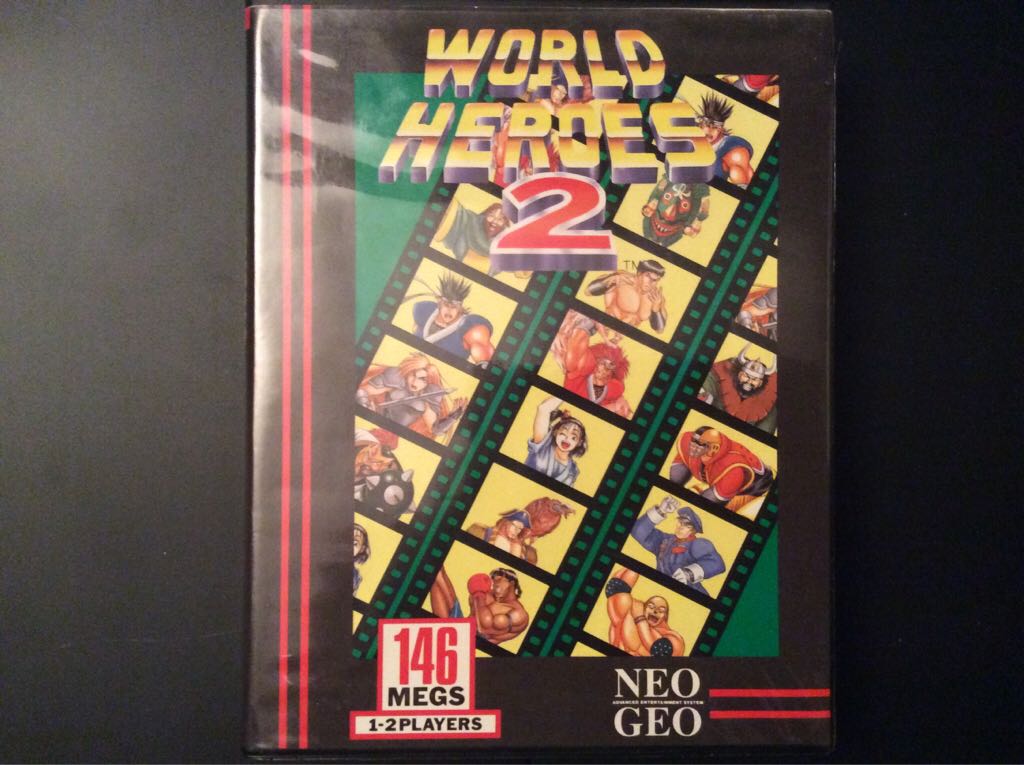 WORLD
HEROES
2
TM
146
MEGS
1-2 PLAYERS
NEO
ADVANCED ENTERTAINMENT SYSTEM
GEO